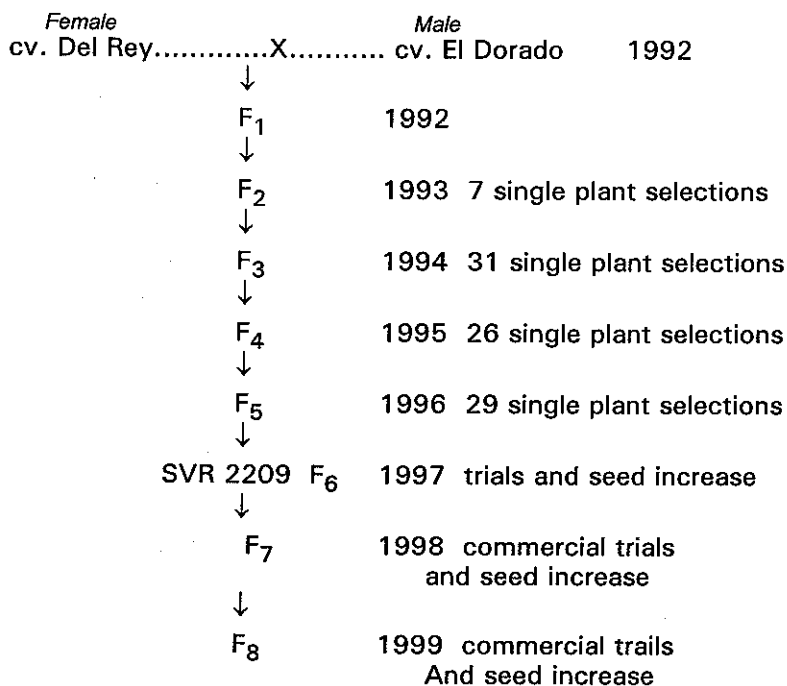 Female Male
cv. Del Rey.............X........... cv. El Dorado 1992
↓
F₁ 1992
↓
F₂ 1993 7 single plant selections
↓
F₃ 1994 31 single plant selections
↓
F₄ 1995 26 single plant selections
↓
F₅ 1996 29 single plant selections
↓
SVR 2209 F₆ 1997 trials and seed increase
↓
F₇ 1998 commercial trials
and seed increase
↓
F₈ 1999 commercial trails
And seed increase